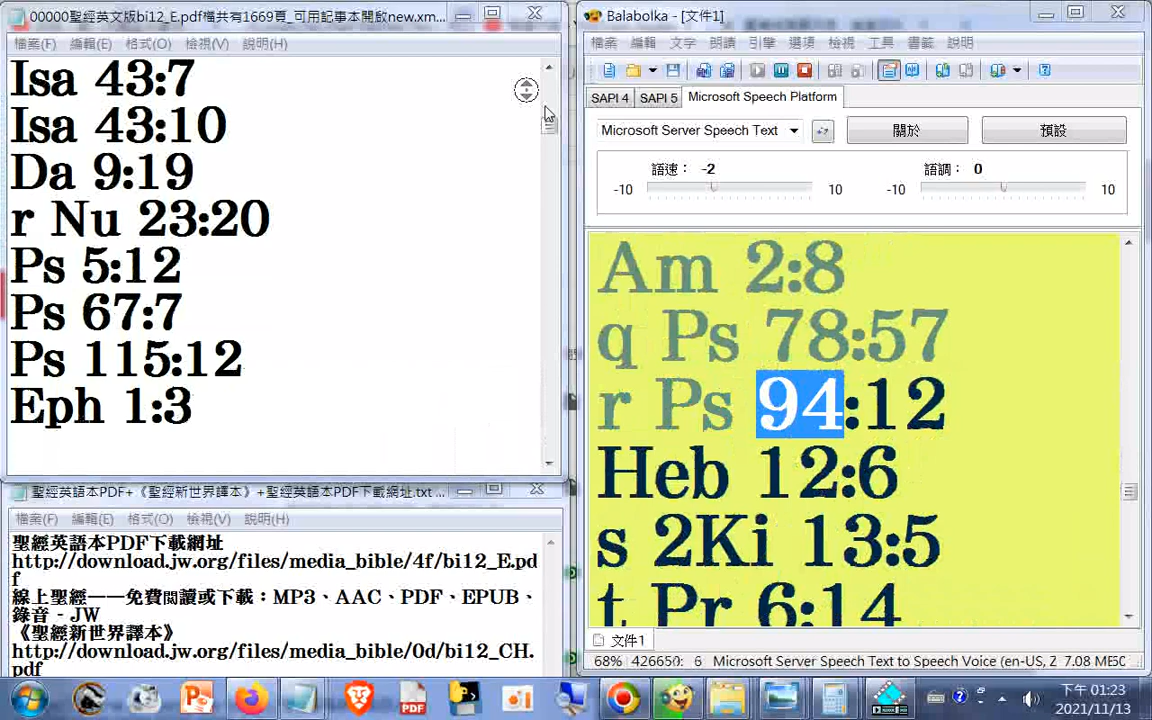 00000聖經英文版bi12_E.pdf檔共有1669頁_可用記事本開啟new.xm...
檔案(F) 編輯(E) 格式(O) 檢視(V) 說明(H)
Isa 43:7
Isa 43:10
Da 9:19
r Nu 23:20
Ps 5:12
Ps 67:7
Ps 115:12
Eph 1:3
聖經英語本PDF+《聖經新世界譯本》+聖經英語本PDF下載網址.txt ...
檔案(F) 編輯(E) 格式(O) 檢視(V) 說明(H)
聖經英語本PDF下載網址
http://download.jw.org/files/media_bible/4f/bi12_E.pd
f
線上聖經——免費閱讀或下載：MP3、AAC、PDF、EPUB、
錄音 - JW
《聖經新世界譯本》
http://download.jw.org/files/media_bible/0d/bi12_CH.
pdf
Balabolka - [文件1]
檔案 編輯 文字 朗讀 引擎 選項 檢視 工具 書籤 說明
SAPI 4 SAPI 5 Microsoft Speech Platform
Microsoft Server Speech Text 關於 預設
語速： -2 語調： 0
-10 10 -10 10
Am 2:8
q Ps 78:57
r Ps 94:12
Heb 12:6
s 2Ki 13:5
t Pr 6:14
文件1
68% 426650: 6 Microsoft Server Speech Text to Speech Voice (en-US, Z 7.08 ME50
PDF
下午 01:23
2021/11/13